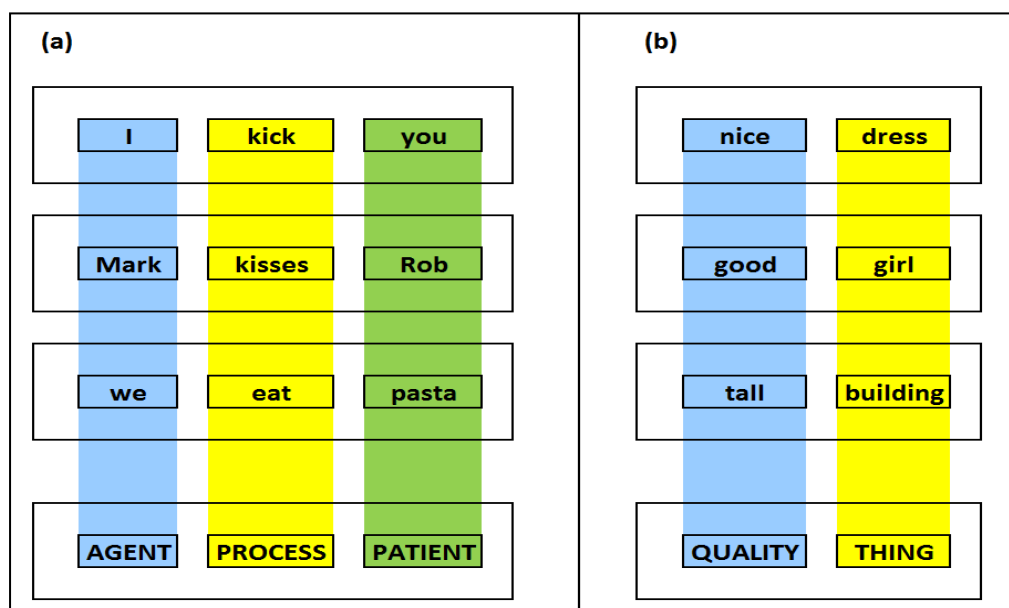 (a)
I kick you
Mark kisses Rob
we eat pasta
AGENT PROCESS PATIENT
(b)
nice dress
good girl
tall building
QUALITY THING